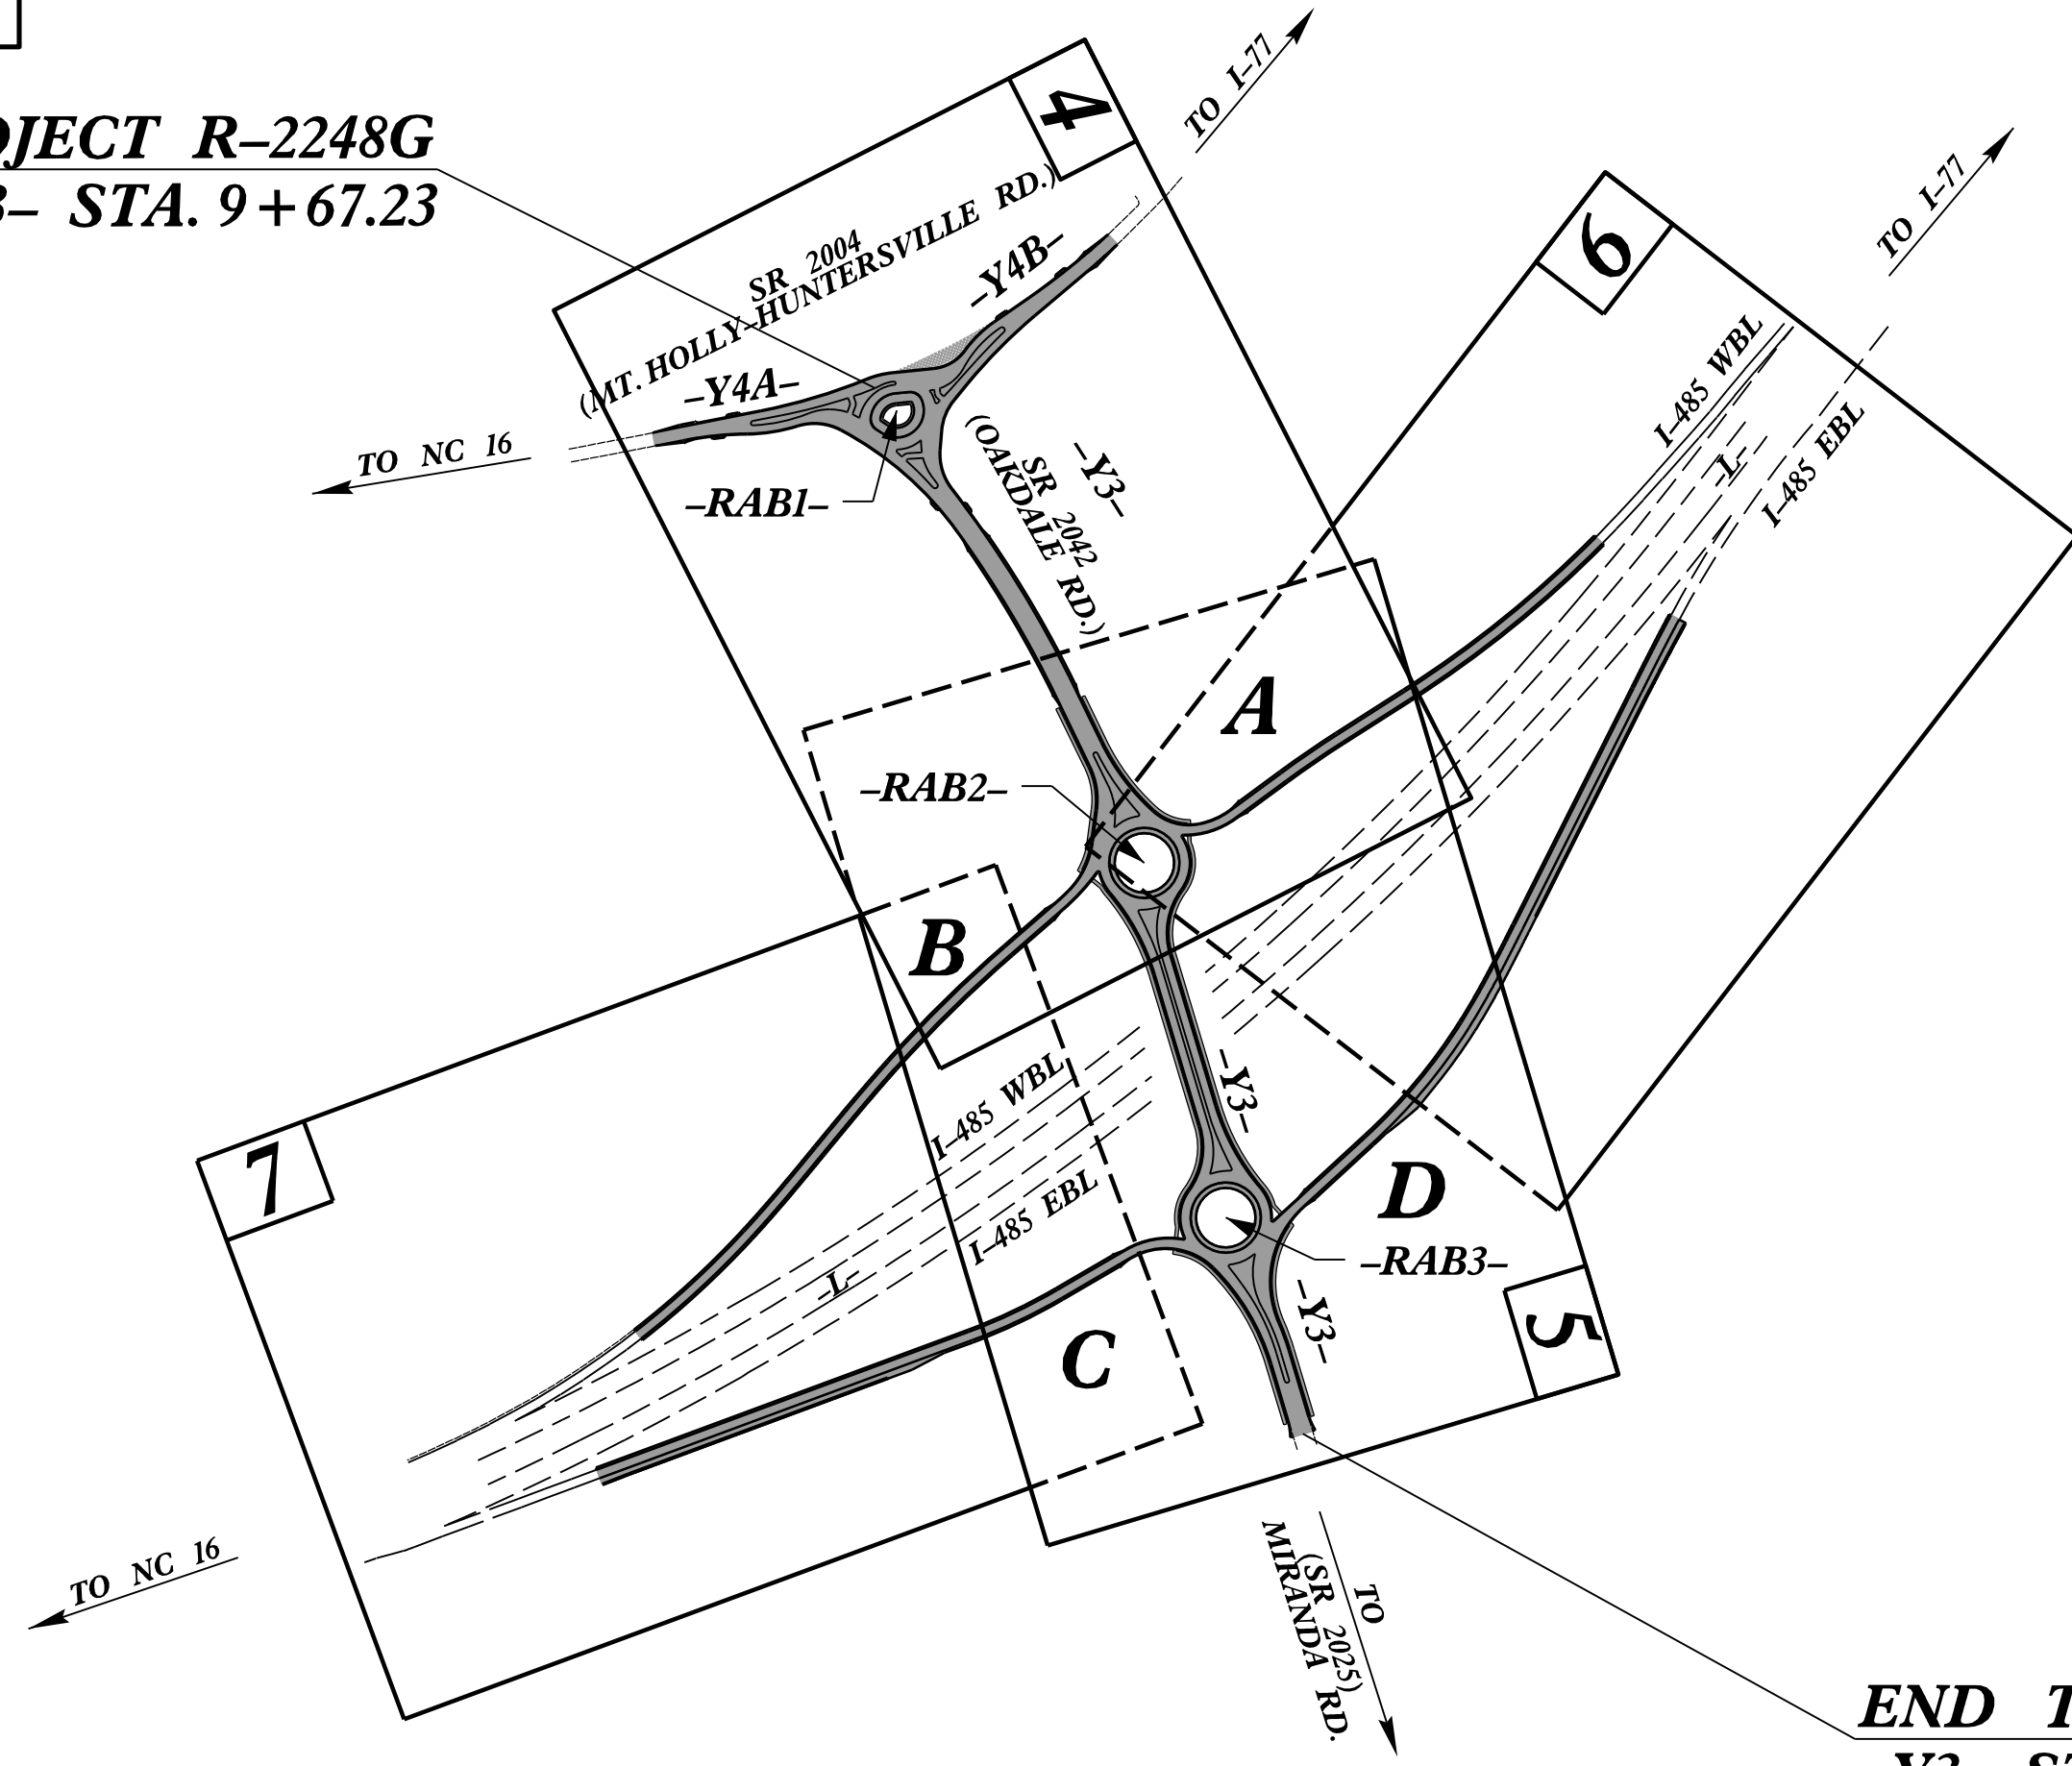 OJECT R–2248G
3– STA. 9+67.23
4
TO I–77
TO I–77
6
SR 2004
(MT. HOLLY–HUNTERSVILLE RD.)
–Y4B–
–Y4A–
TO NC 16
–RAB1–
–Y3–
SR 2042
(OAKDALE RD.)
I–485 WBL
–L–
I–485 EBL
A
–RAB2–
B
I–485 WBL
–Y3–
7
I–485 EBL
D
–L–
–RAB3–
–Y3–
5
C
TO NC 16
TO
(SR 2025)
MIRANDA RD.
END T